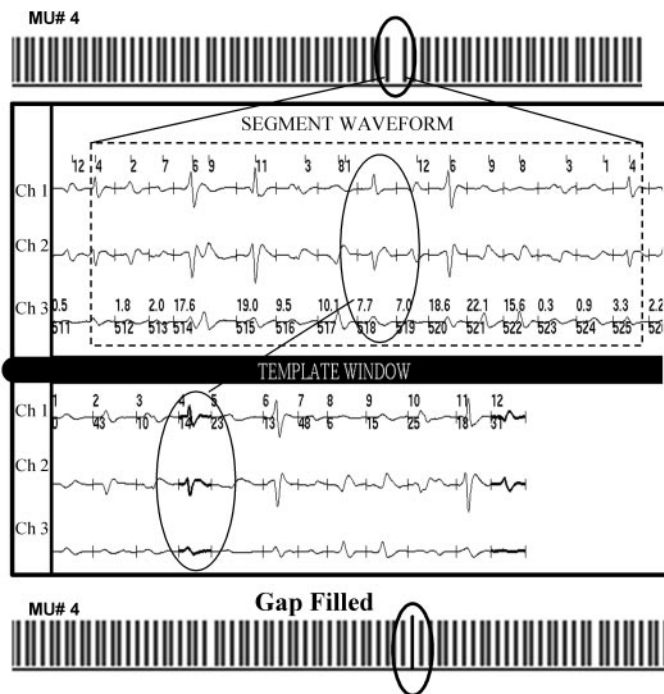 MU# 4
SEGMENT WAVEFORM
12 4 2 7 6 9 11 3 8 1 12 6 9 8 3 1 4
Ch 1
Ch 2
Ch 3
0.5 1.8 2.0 17.6 19.0 9.5 10.1 7.7 7.0 18.6 22.1 15.6 0.3 0.9 3.3 2.2
511 512 513 514 515 516 517 518 519 520 521 522 523 524 525
TEMPLATE WINDOW
1 2 3 4 5 6 7 8 9 10 11 12
Ch 1
0 43 10 14 23 13 48 6 15 25 18 31
Ch 2
Ch 3
Gap Filled
MU# 4